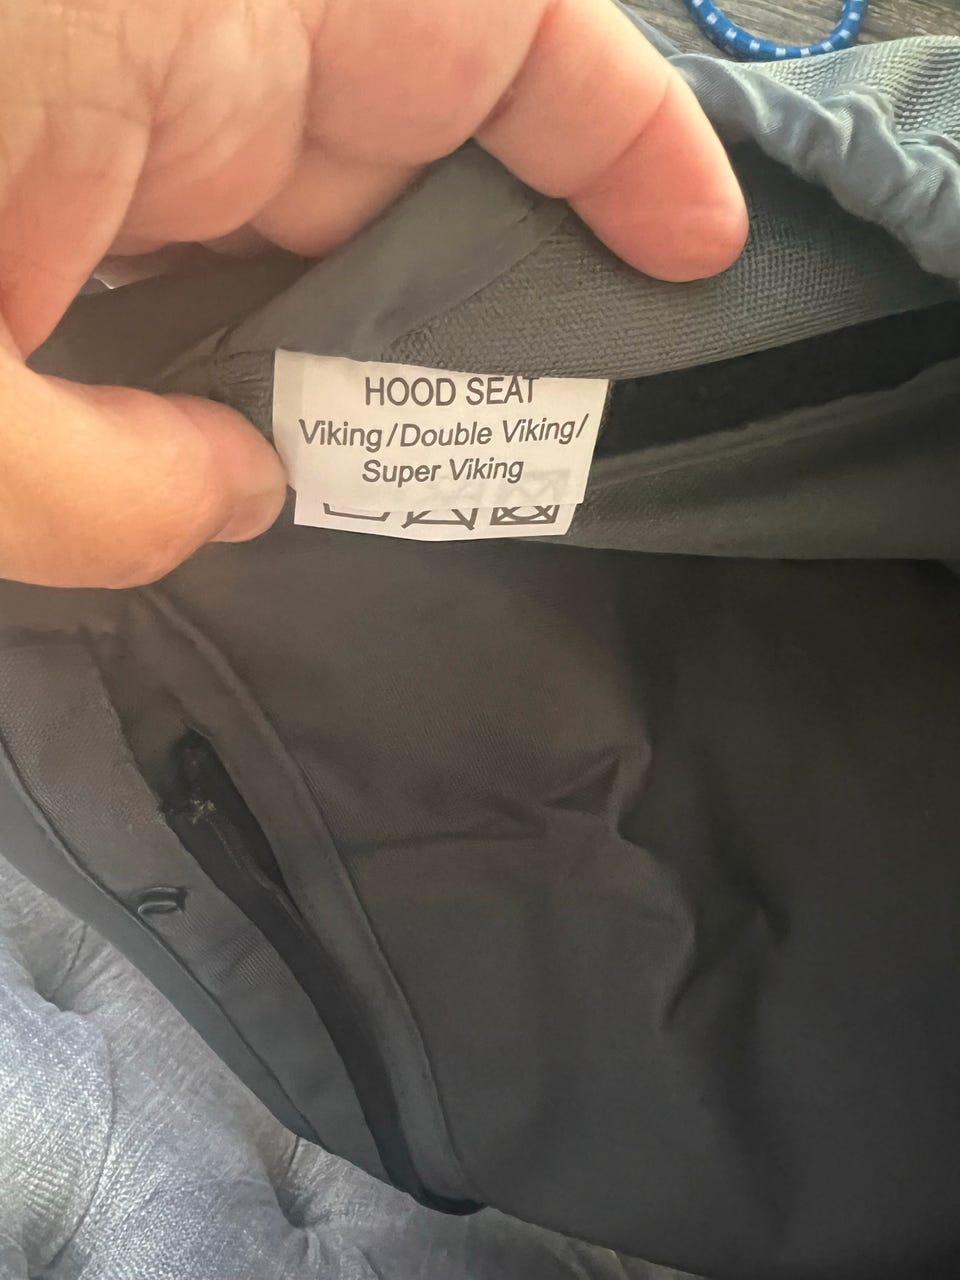 HOOD SEAT
Viking/Double Viking/
Super Viking